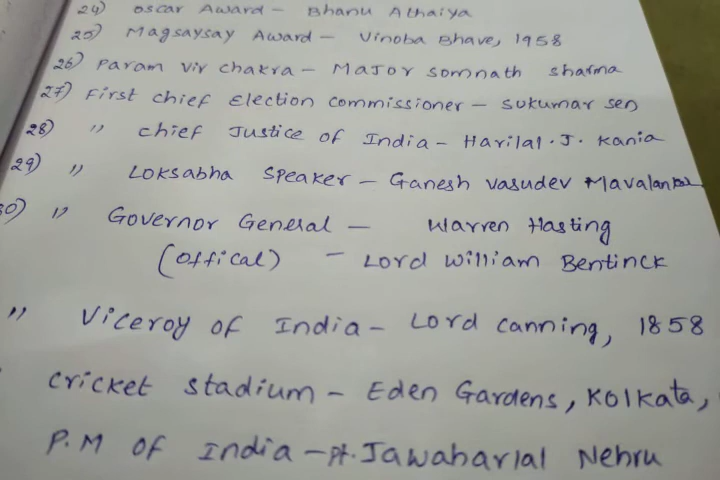 24) Oscar Award - Bhanu Athaiya
25) Magsaysay Award - Vinoba Bhave, 1958
26) Param Vir Chakra - Major Somnath Sharma
27) First Chief Election Commissioner - Sukumar Sen
28) " Chief Justice of India - Harilal. J. Kania
29) " Loksabha Speaker - Ganesh Vasudev Mavalankar
30) " Governor General - Warren Hasting
(Offical) - Lord William Bentinck
" Viceroy of India - Lord Canning, 1858
Cricket Stadium - Eden Gardens, Kolkata,
P.M of India - Pt. Jawaharlal Nehru